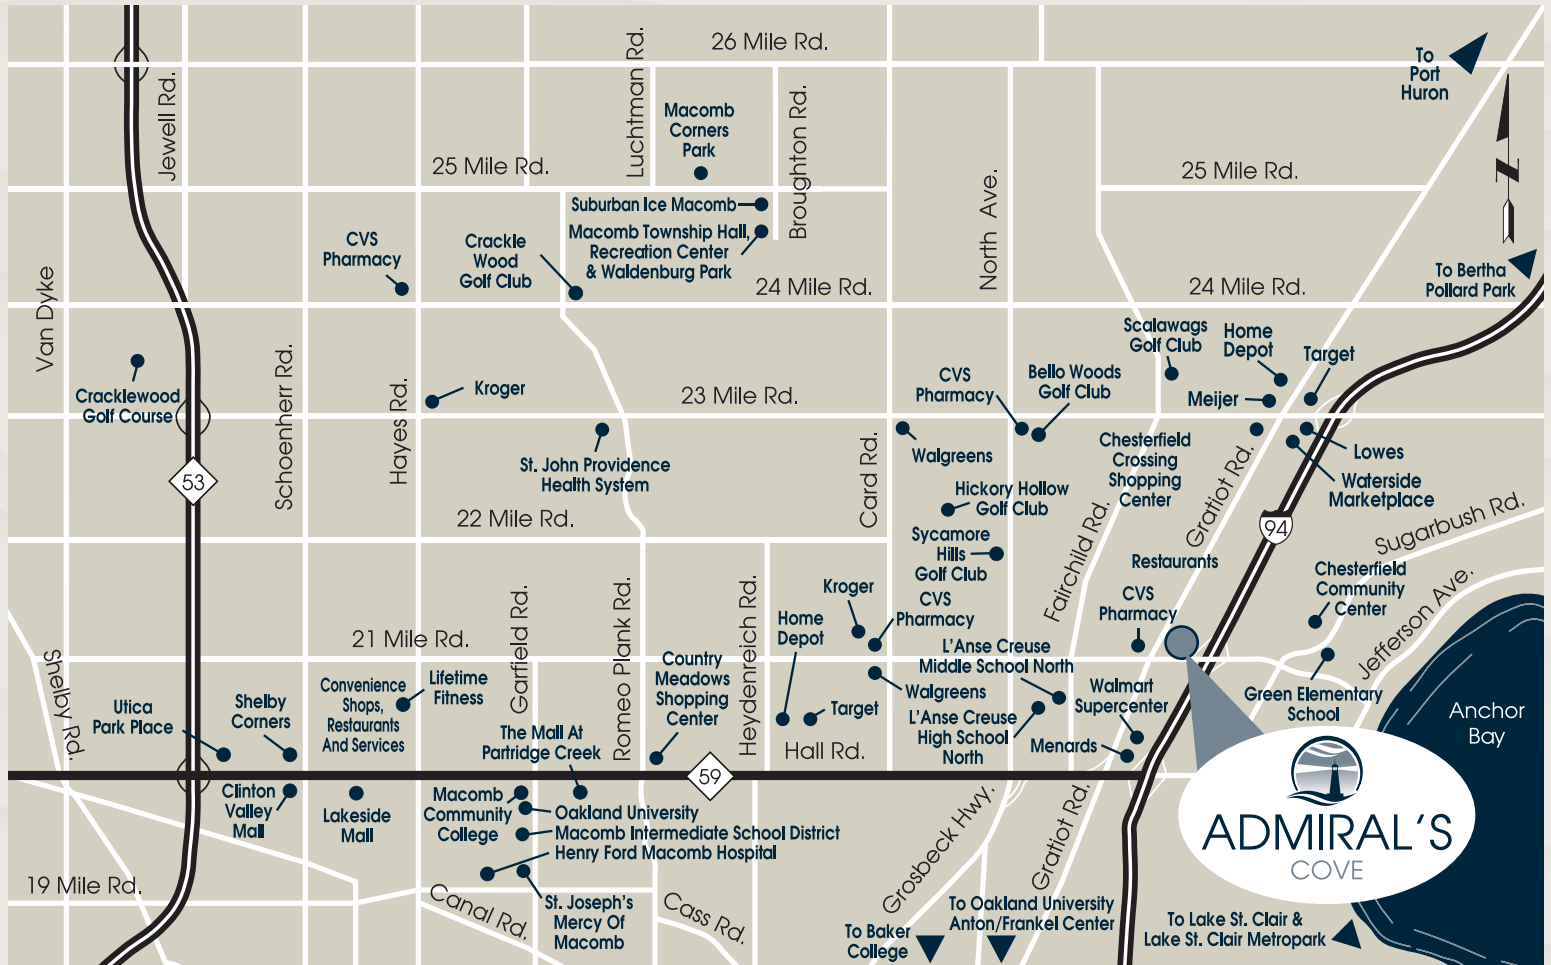 26 Mile Rd.
To
Port
Huron
Jewell Rd.
Luchtman Rd.
Macomb
Corners
Park
Broughton Rd.
25 Mile Rd.
25 Mile Rd.
N
Suburban Ice Macomb
Macomb Township Hall,
Recreation Center
& Waldenburg Park
North Ave.
CVS
Pharmacy
Crackle
Wood
Golf Club
24 Mile Rd.
24 Mile Rd.
To Bertha
Pollard Park
Van Dyke
Scalawags
Golf Club
Home
Depot
Target
Cracklewood
Golf Course
Schoenherr Rd.
Hayes Rd.
Kroger
23 Mile Rd.
CVS
Pharmacy
Bello Woods
Golf Club
Meijer
St. John Providence
Health System
Card Rd.
Walgreens
Chesterfield
Crossing
Shopping
Center
Gratiot Rd.
Lowes
Waterside
Marketplace
53
Hickory Hollow
Golf Club
22 Mile Rd.
Sycamore
Hills
Golf Club
Fairchild Rd.
94
Sugarbush Rd.
Restaurants
Chesterfield
Community
Center
Jefferson Ave.
Kroger
CVS
Pharmacy
CVS
Pharmacy
Garfield Rd.
Romeo Plank Rd.
Heydenreich Rd.
Home
Depot
21 Mile Rd.
L'Anse Creuse
Middle School North
Shelby Rd.
Country
Meadows
Shopping
Center
Convenience
Shops,
Restaurants
And Services
Lifetime
Fitness
Walgreens
Walmart
Supercenter
Green Elementary
School
Utica
Park Place
Shelby
Corners
Target
L'Anse Creuse
High School
North
Menards
Anchor
Bay
The Mall At
Partridge Creek
Hall Rd.
59
Clinton
Valley
Mall
Lakeside
Mall
Macomb
Community
College
Oakland University
Macomb Intermediate School District
Henry Ford Macomb Hospital
Grosbeck Hwy.
Gratiot Rd.
ADMIRAL'S
COVE
19 Mile Rd.
Canal Rd.
St. Joseph's
Mercy Of
Macomb
Cass Rd.
To Baker
College
To Oakland University
Anton/Frankel Center
To Lake St. Clair &
Lake St. Clair Metropark